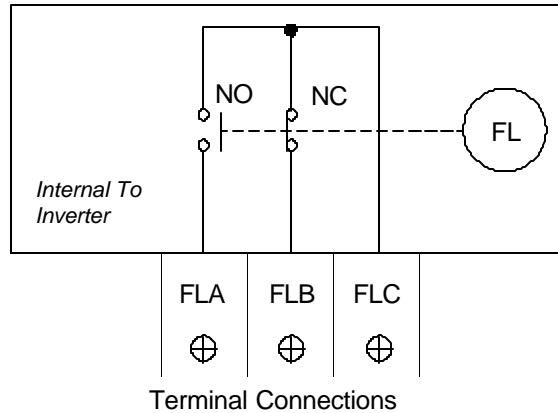 NO NC
FL
Internal To
Inverter
FLA FLB FLC
Terminal Connections